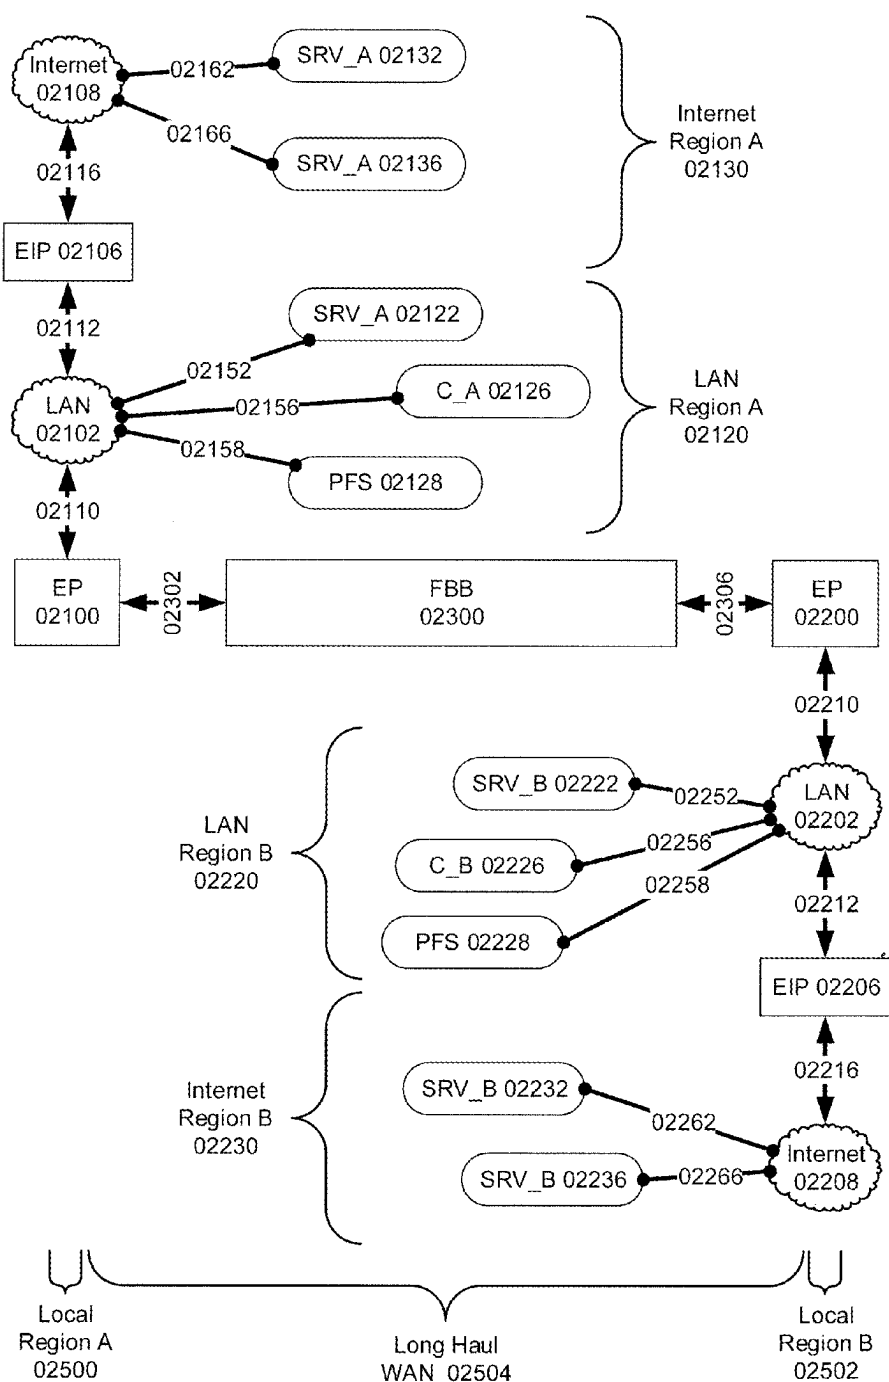 Internet
02108
02162
SRV_A 02132
02166
SRV_A 02136
Internet
Region A
02130
02116
EIP 02106
02112
SRV_A 02122
02152
LAN
02102
02156
C_A 02126
LAN
Region A
02120
02158
PFS 02128
02110
EP
02100
02302
FBB
02300
02306
EP
02200
02210
SRV_B 02222
02252
LAN
02202
LAN
Region B
02220
02256
C_B 02226
02258
02212
PFS 02228
EIP 02206
02216
Internet
Region B
02230
SRV_B 02232
02262
Internet
02208
SRV_B 02236
02266
Local
Region A
02500
Long Haul
WAN 02504
Local
Region B
02502